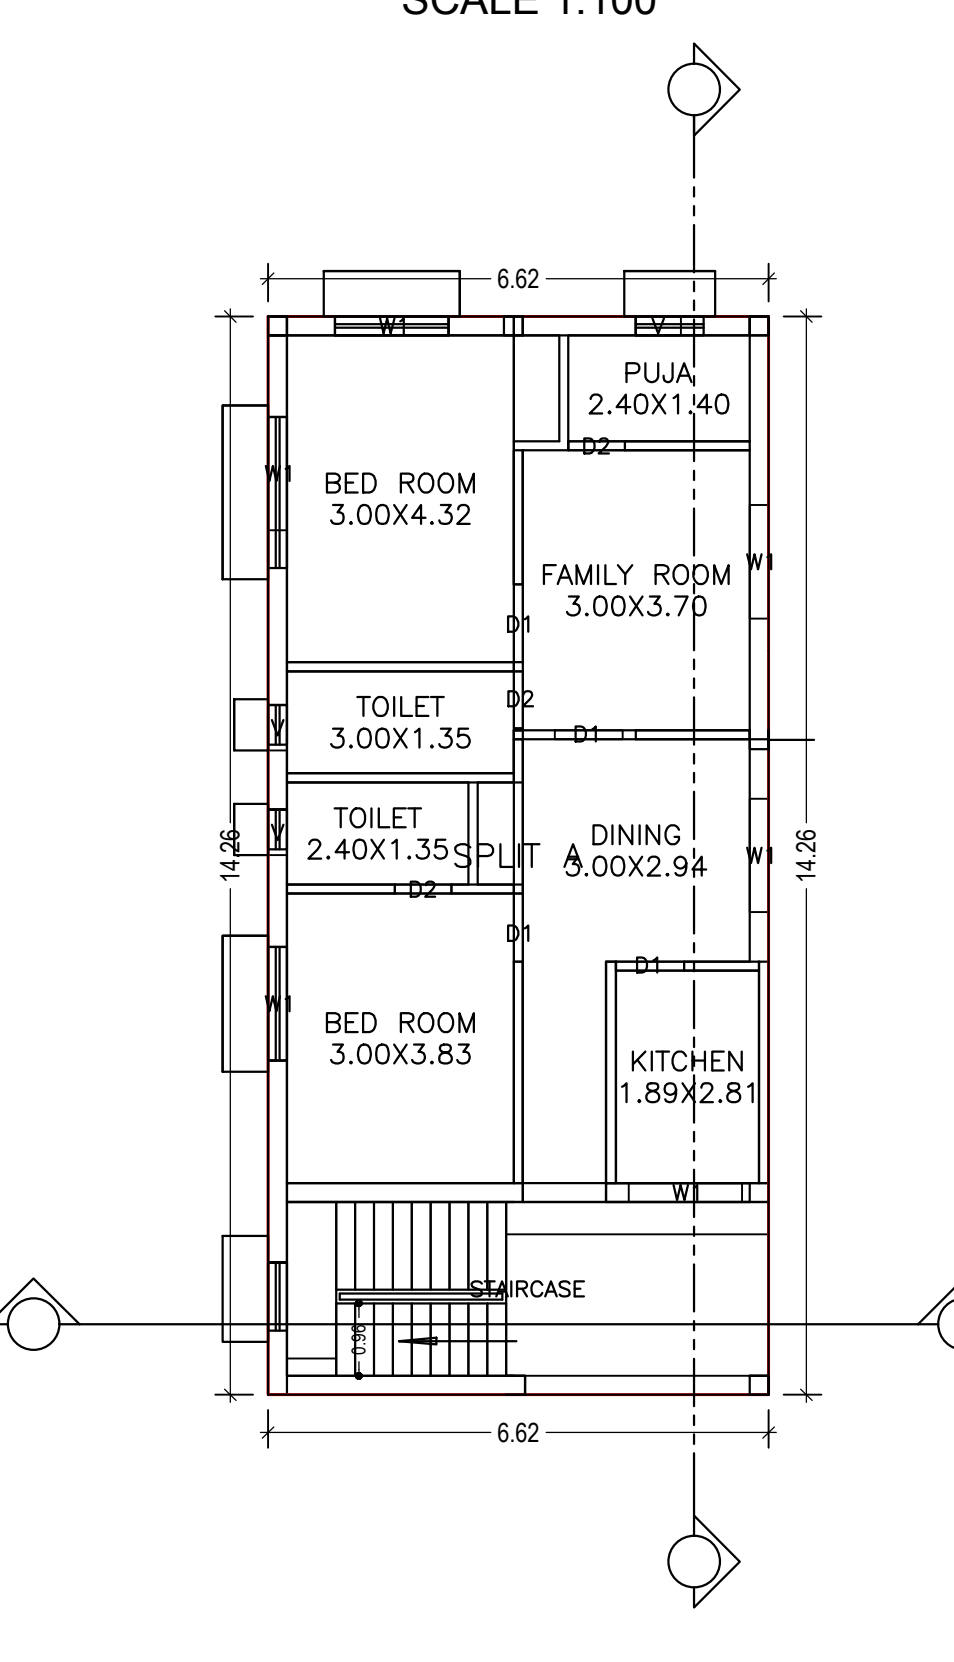 SCALE 1:100
6.62
W1
V
PUJA
2.40X1.40
D2
W1
BED ROOM
3.00X4.32
W1
FAMILY ROOM
3.00X3.70
D1
D2
TOILET
3.00X1.35
V
D1
TOILET
2.40X1.35
V
SPLIT A
DINING
3.00X2.94
W1
14.26
14.26
D2
D1
D1
W1
BED ROOM
3.00X3.83
KITCHEN
1.89X2.81
W1
STAIRCASE
0.96
6.62